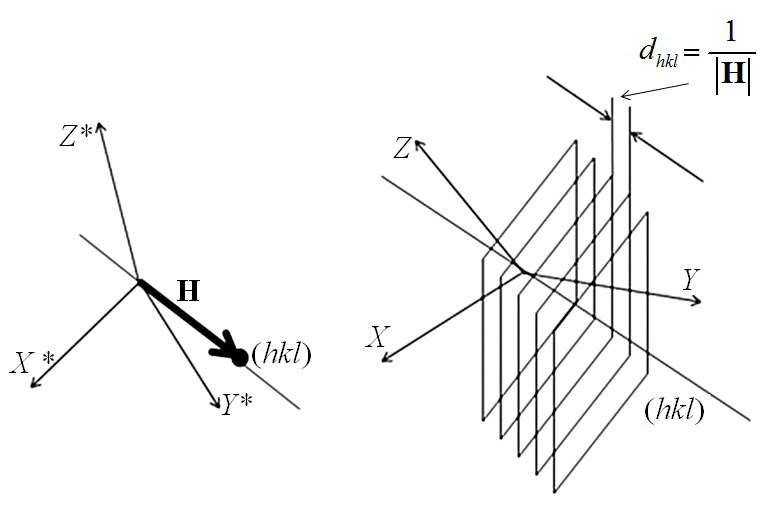 Z*
H
(hkl)
X*
Y*
d_hkl = 1/|H|
Z
Y
X
(hkl)